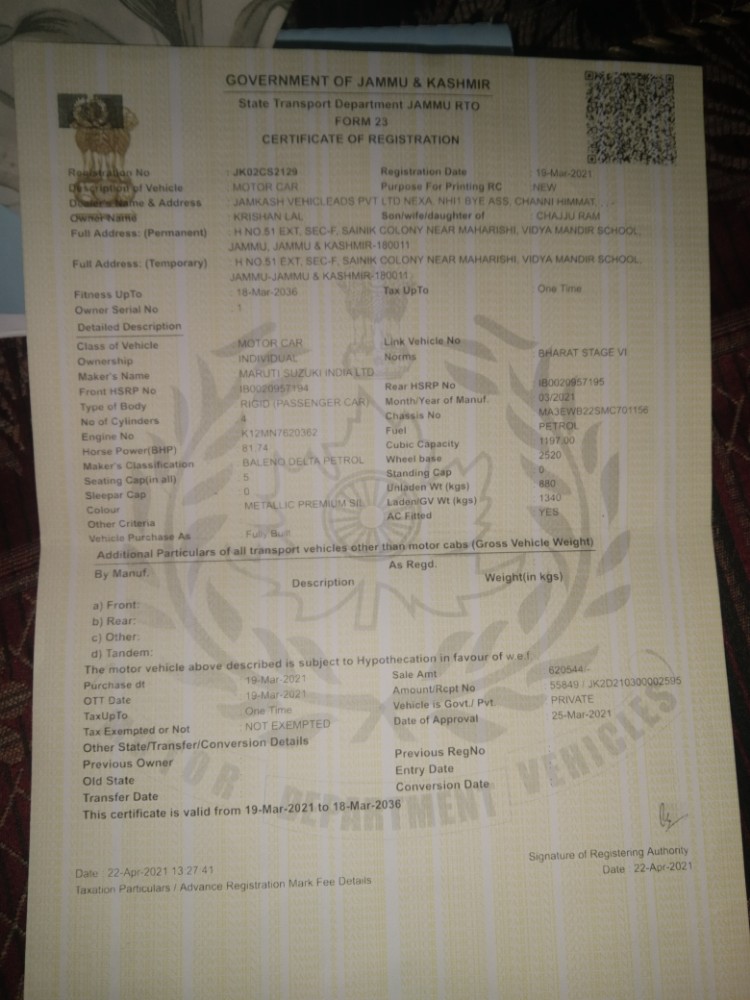 GOVERNMENT OF JAMMU & KASHMIR
State Transport Department JAMMU RTO
FORM 23
CERTIFICATE OF REGISTRATION
Registration No : JK02CS2129 Registration Date 19-Mar-2021
Description of Vehicle : MOTOR CAR Purpose For Printing RC : NEW
Dealer's Name & Address : JAMKASH VEHICLEADS PVT LTD NEXA, NH11 BYE ASS, CHANNI HIMMAT, , -
Owner Name : KRISHAN LAL Son/wife/daughter of : CHAJJU RAM
Full Address: (Permanent) : H NO.51 EXT, SEC-F, SAINIK COLONY NEAR MAHARISHI, VIDYA MANDIR SCHOOL,
JAMMU, JAMMU & KASHMIR-180011
Full Address: (Temporary) : H NO.51 EXT, SEC-F, SAINIK COLONY NEAR MAHARISHI, VIDYA MANDIR SCHOOL,
JAMMU-JAMMU & KASHMIR-180011
Fitness UpTo : 18-Mar-2036 Tax UpTo : One Time
Owner Serial No : 1
Detailed Description
Class of Vehicle : MOTOR CAR Link Vehicle No
Ownership : INDIVIDUAL Norms : BHARAT STAGE VI
Maker's Name : MARUTI SUZUKI INDIA LTD
Front HSRP No : IB0020957194 Rear HSRP No : IB0020957195
Type of Body : RIGID (PASSENGER CAR) Month/Year of Manuf. : 03/2021
No of Cylinders : 4 Chassis No : MA3EWB22SMC701156
Engine No : K12MN7620362 Fuel : PETROL
Horse Power(BHP) : 81.74 Cubic Capacity : 1197.00
Maker's Classification : BALENO DELTA PETROL Wheel base : 2520
Seating Cap(in all) : 5 Standing Cap : 0
Sleepar Cap : 0 Unladen Wt (kgs) : 880
Colour : METALLIC PREMIUM SIL Laden/GV Wt (kgs) : 1340
Other Criteria AC Fitted : YES
Vehicle Purchase As : Fully Built
Additional Particulars of all transport vehicles other than motor cabs (Gross Vehicle Weight)
By Manuf. As Regd.
Description Weight(in kgs)
a) Front:
b) Rear:
c) Other:
d) Tandem:
The motor vehicle above described is subject to Hypothecation in favour of w.e.f.
Purchase dt : 19-Mar-2021 Sale Amt : 620544/-
OTT Date : 19-Mar-2021 Amount/Rcpt No : 55849 / JK2D210300002595
TaxUpTo : One Time Vehicle is Govt./ Pvt. : PRIVATE
Tax Exempted or Not : NOT EXEMPTED Date of Approval : 25-Mar-2021
Other State/Transfer/Conversion Details
Previous Owner Previous RegNo
Old State Entry Date
Transfer Date Conversion Date
This certificate is valid from 19-Mar-2021 to 18-Mar-2036
DEPARTMENT VEHICLES
Signature of Registering Authority
Date : 22-Apr-2021 13:27:41 Date : 22-Apr-2021
Taxation Particulars / Advance Registration Mark Fee Details